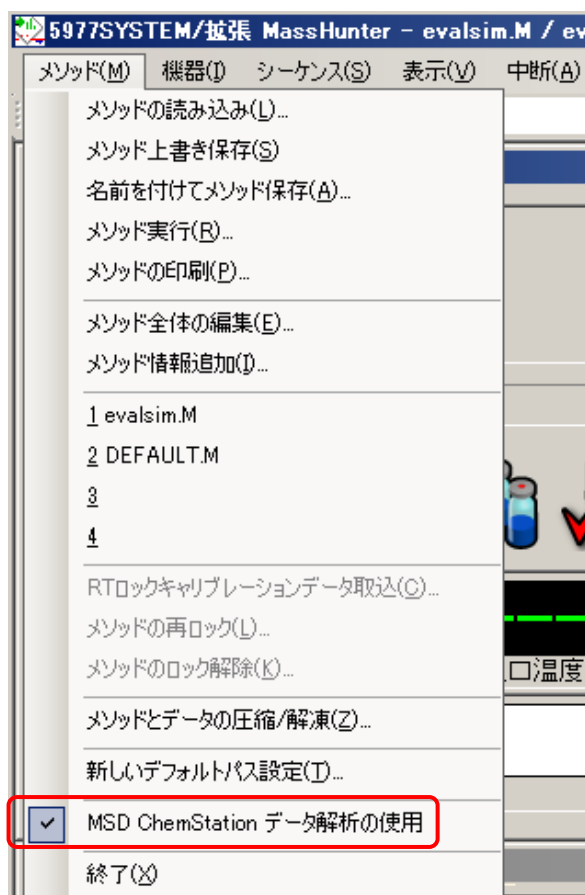 5977SYSTEM/拡張 MassHunter - evalsim.M / ev
メソッド(M) 機器(I) シーケンス(S) 表示(V) 中断(A)
メソッドの読み込み(L)...
メソッド上書き保存(S)
名前を付けてメソッド保存(A)...
メソッド実行(R)...
メソッドの印刷(P)...
メソッド全体の編集(E)...
メソッド情報追加(I)...
1 evalsim.M
2 DEFAULT.M
3
4
RTロックキャリブレーションデータ取込(C)...
メソッドの再ロック(L)...
メソッドのロック解除(K)...
口温度
メソッドとデータの圧縮/解凍(Z)...
新しいデフォルトパス設定(T)...
MSD ChemStation データ解析の使用
終了(X)